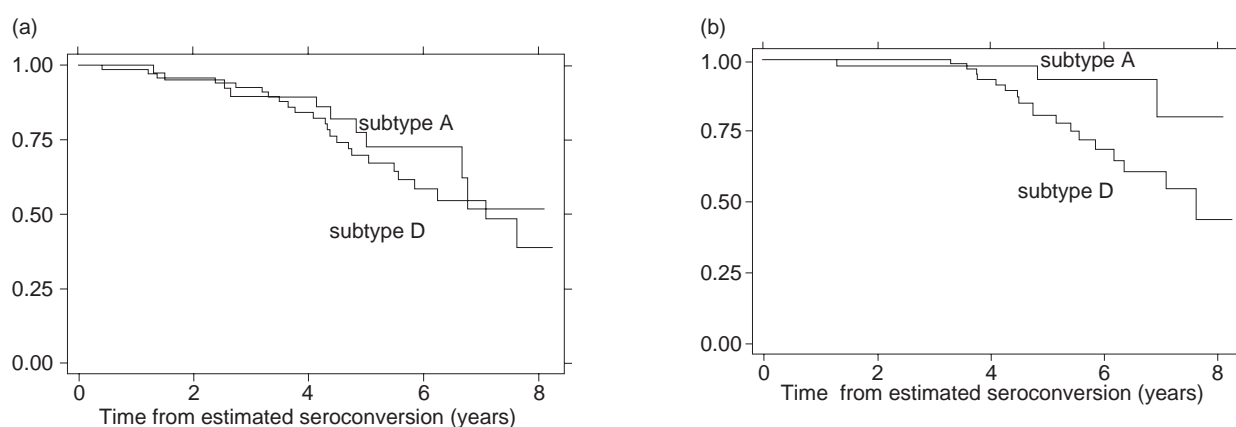 (a)
1.00
0.75
0.50
0.25
0.00
subtype A
subtype D
0 2 4 6 8
Time from estimated seroconversion (years)
(b)
1.00
0.75
0.50
0.25
0.00
subtype A
subtype D
0 2 4 6 8
Time from estimated seroconversion (years)